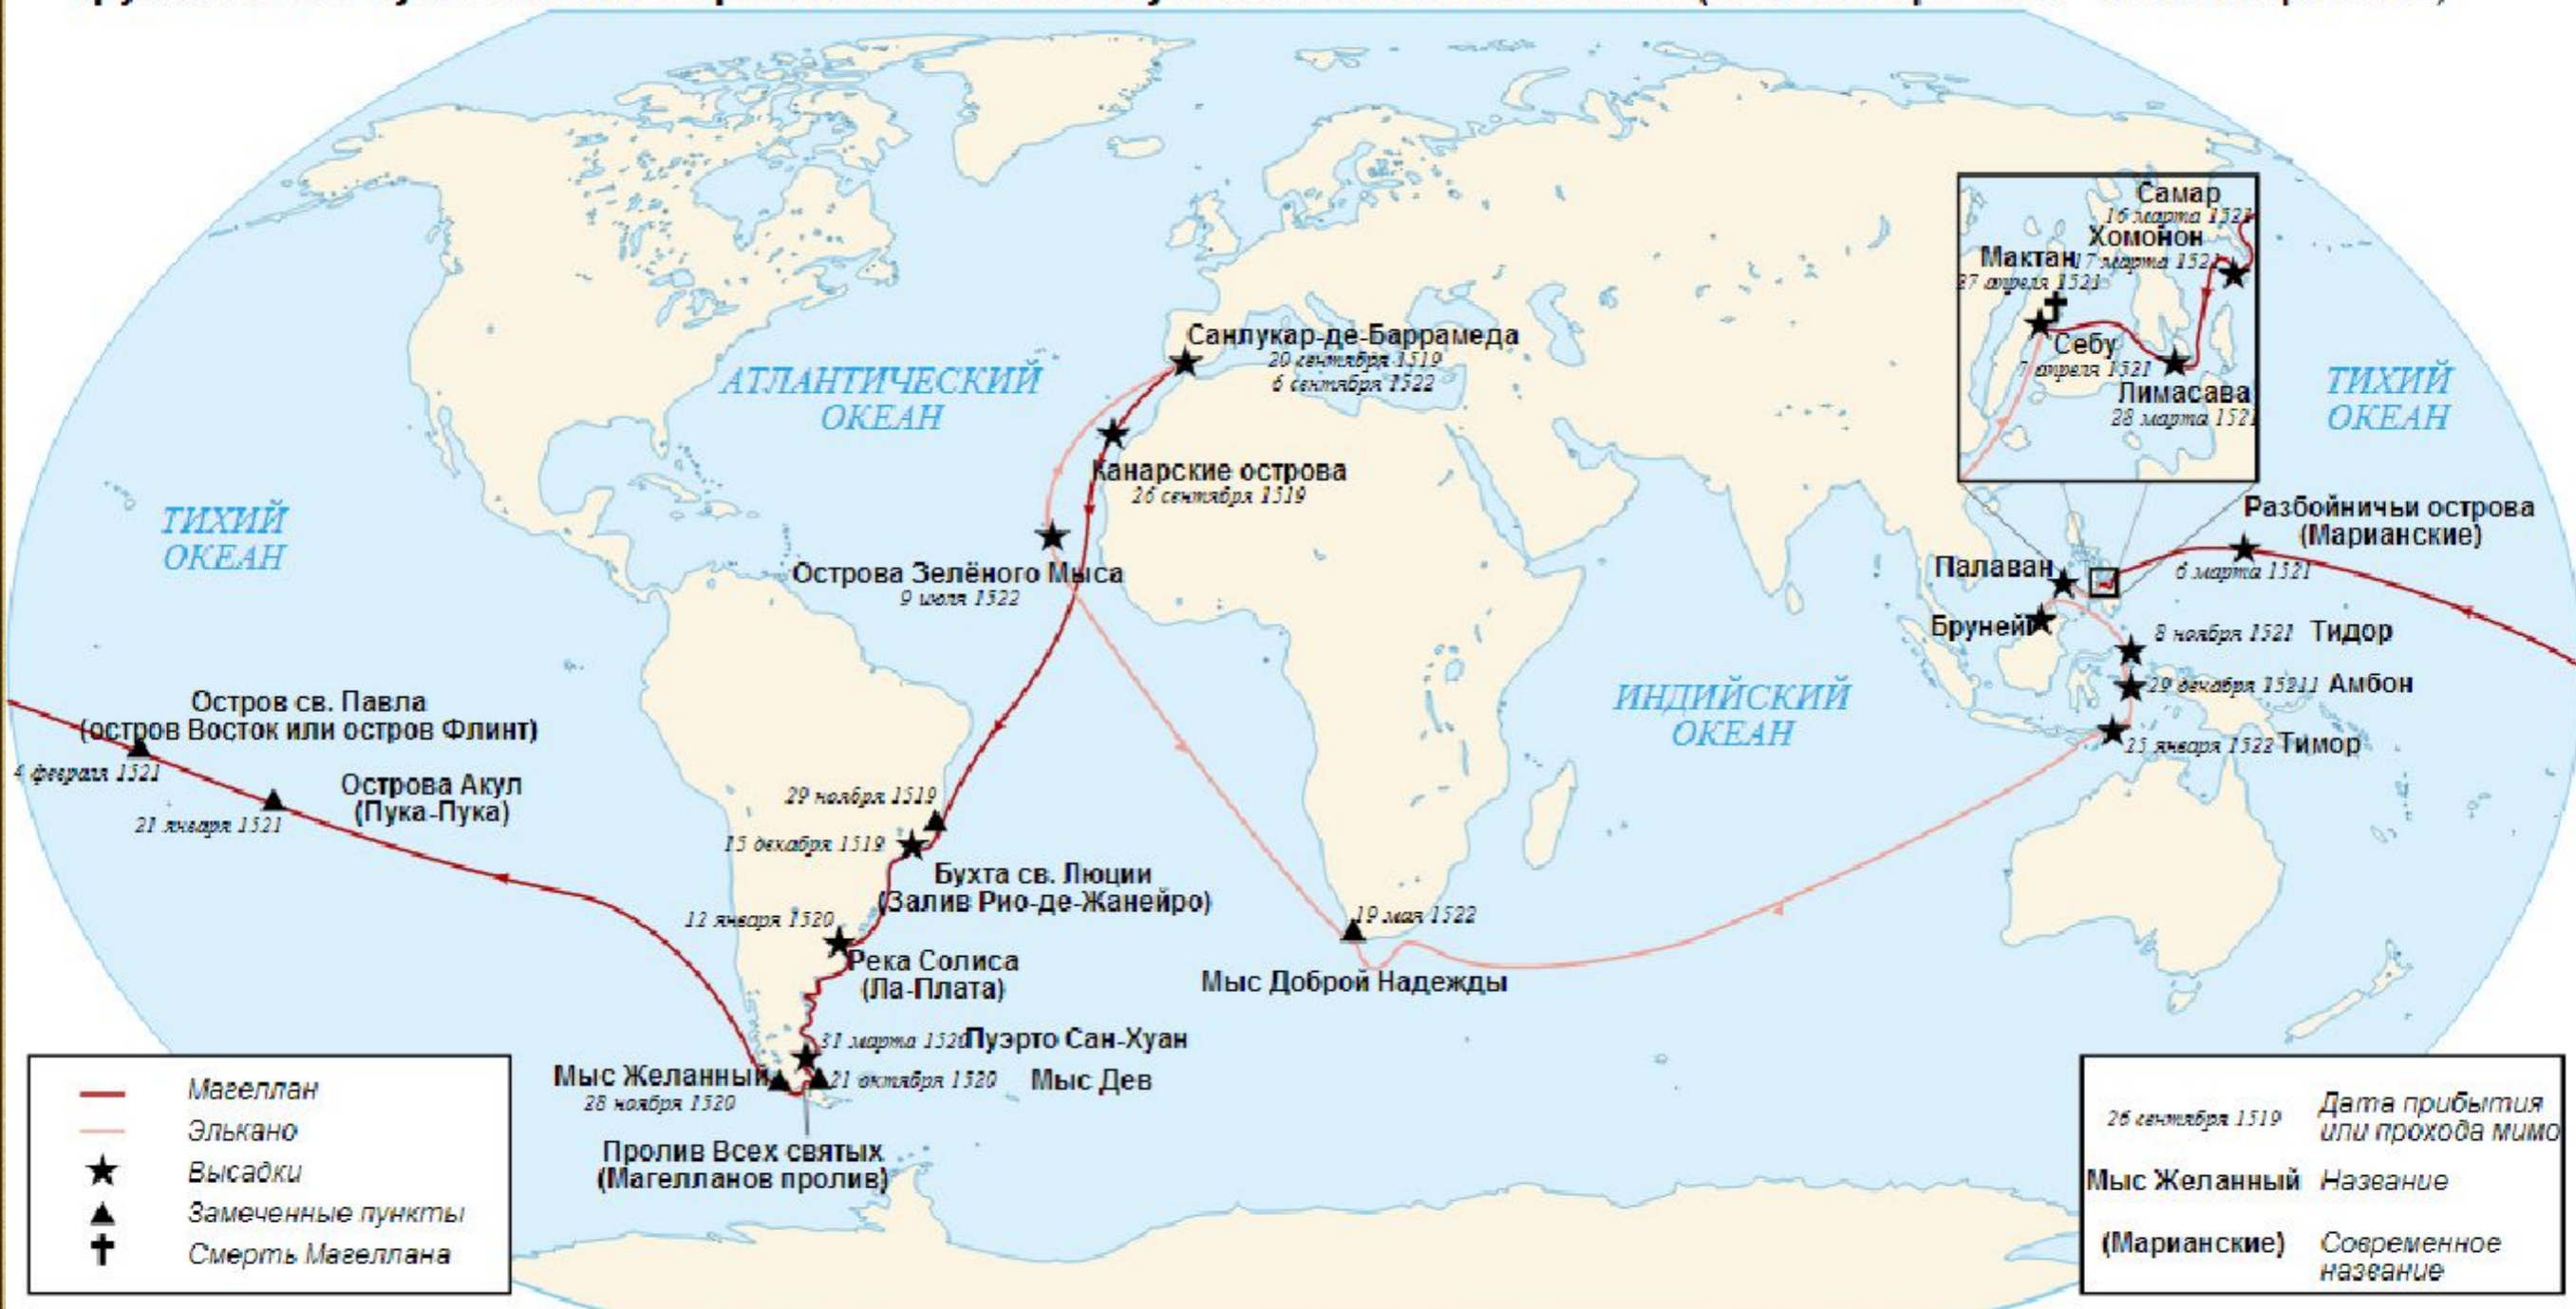 Самар
16 марта 1521
Хомонон
17 марта 1521
Мактан
27 апреля 1521
Себу
7 апреля 1521
Лимасава
28 марта 1521
Санлукар-де-Баррамеда
20 сентября 1519
6 сентября 1522
АТЛАНТИЧЕСКИЙ
ОКЕАН
ТИХИЙ
ОКЕАН
Канарские острова
26 сентября 1519
ТИХИЙ
ОКЕАН
Разбойничьи острова
(Марианские)
6 марта 1521
Острова Зелёного Мыса
9 июля 1522
Палаван
Бруней
8 ноября 1521 Тидор
29 декабря 15211 Амбон
25 января 1522 Тимор
ИНДИЙСКИЙ
ОКЕАН
Остров св. Павла
(остров Восток или остров Флинт)
4 февраля 1521
Острова Акул
(Пука-Пука)
21 января 1521
29 ноября 1519
15 декабря 1519
Бухта св. Люции
(Залив Рио-де-Жанейро)
12 января 1520
Река Солиса
(Ла-Плата)
19 мая 1522
Мыс Доброй Надежды
31 марта 1520 Пуэрто Сан-Хуан
Мыс Желанный
28 ноября 1520
21 октября 1520 Мыс Дев
Пролив Всех святых
(Магелланов пролив)
Магеллан
Элькано
Высадки
Замеченные пункты
Смерть Магеллана
26 сентября 1519 Дата прибытия
или прохода мимо
Мыс Желанный Название
(Марианские) Современное
название